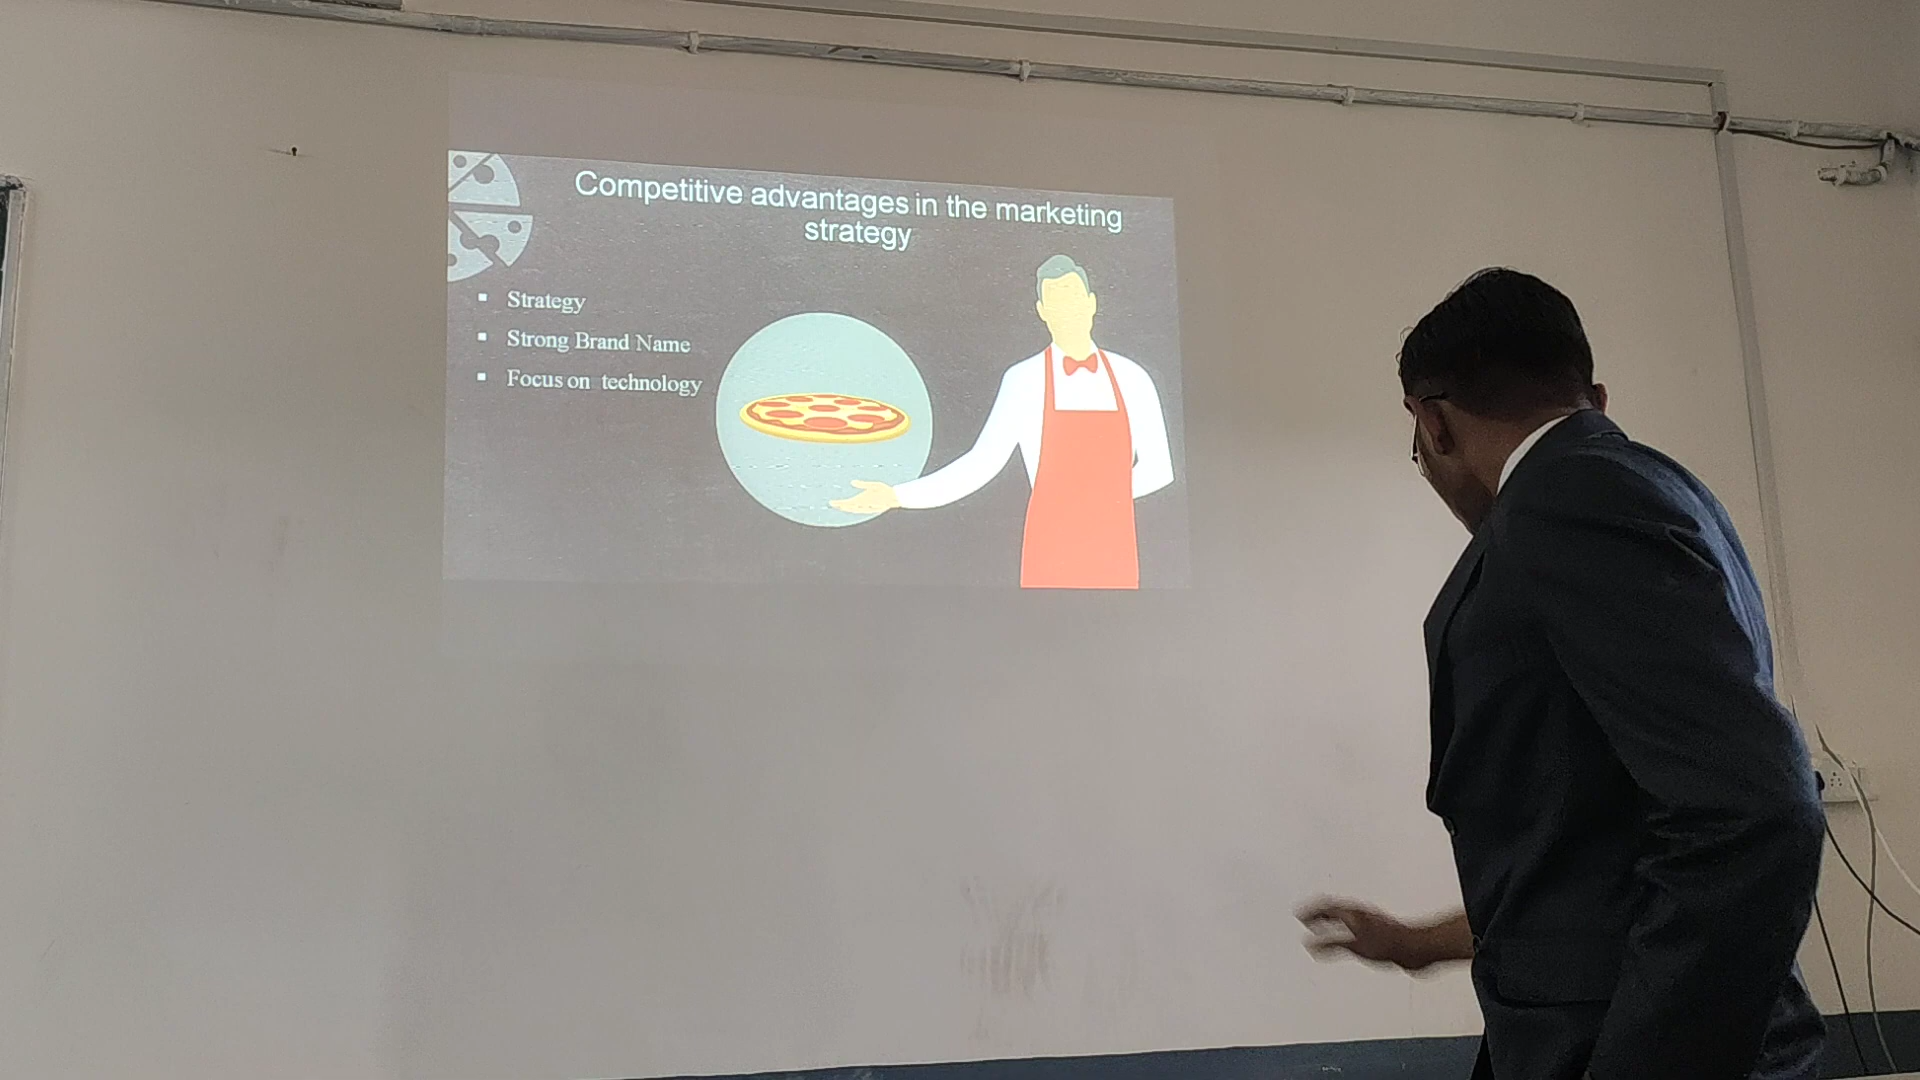 Competitive advantages in the marketing
strategy
▪ Strategy
▪ Strong Brand Name
▪ Focus on technology